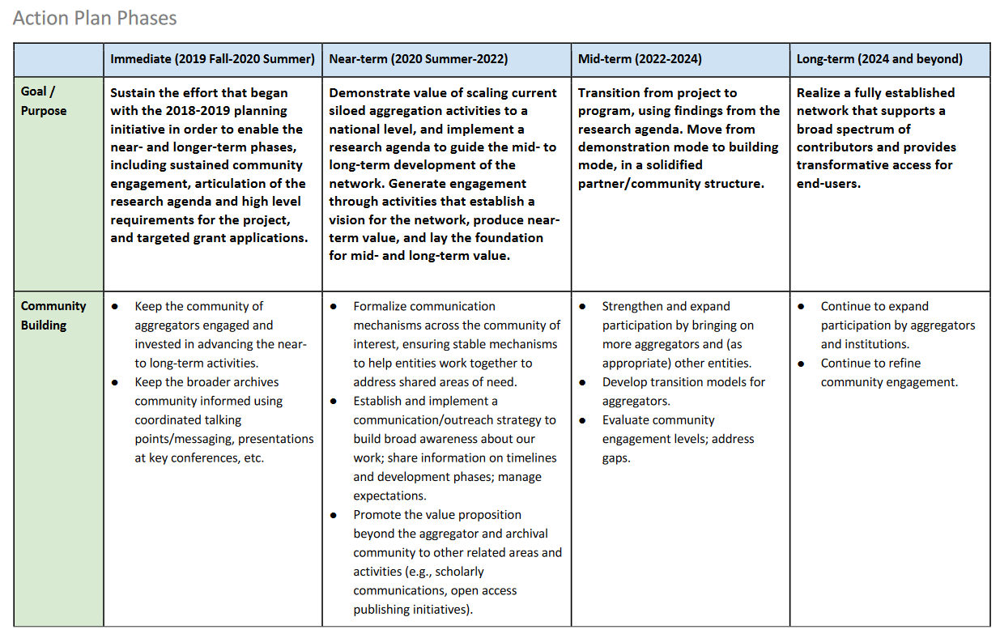 Action Plan Phases
Immediate (2019 Fall-2020 Summer)
Near-term (2020 Summer-2022)
Mid-term (2022-2024)
Long-term (2024 and beyond)
Goal /
Purpose
Sustain the effort that began
with the 2018-2019 planning
initiative in order to enable the
near- and longer-term phases,
including sustained community
engagement, articulation of the
research agenda and high level
requirements for the project,
and targeted grant applications.
Demonstrate value of scaling current
siloed aggregation activities to a
national level, and implement a
research agenda to guide the mid- to
long-term development of the
network. Generate engagement
through activities that establish a
vision for the network, produce near-
term value, and lay the foundation
for mid- and long-term value.
Transition from project to
program, using findings from the
research agenda. Move from
demonstration mode to building
mode, in a solidified
partner/community structure.
Realize a fully established
network that supports a
broad spectrum of
contributors and provides
transformative access for
end-users.
Community
Building
● Keep the community of
aggregators engaged and
invested in advancing the near-
to long-term activities.
● Keep the broader archives
community informed using
coordinated talking
points/messaging, presentations
at key conferences, etc.
● Formalize communication
mechanisms across the community of
interest, ensuring stable mechanisms
to help entities work together to
address shared areas of need.
● Establish and implement a
communication/outreach strategy to
build broad awareness about our
work; share information on timelines
and development phases; manage
expectations.
● Promote the value proposition
beyond the aggregator and archival
community to other related areas and
activities (e.g., scholarly
communications, open access
publishing initiatives).
● Strengthen and expand
participation by bringing on
more aggregators and (as
appropriate) other entities.
● Develop transition models for
aggregators.
● Evaluate community
engagement levels; address
gaps.
● Continue to expand
participation by aggregators
and institutions.
● Continue to refine
community engagement.